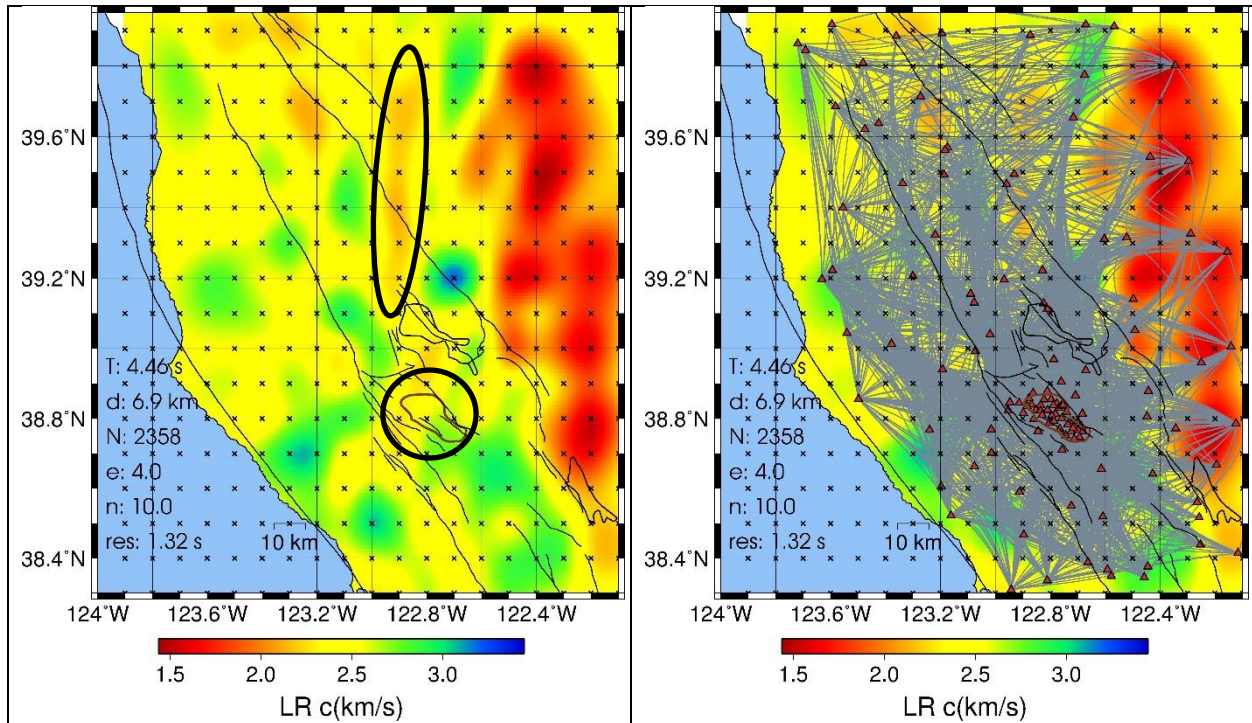 39.6˚N
39.2˚N
38.8˚N
38.4˚N
T: 4.46 s
d: 6.9 km
N: 2358
e: 4.0
n: 10.0
res: 1.32 s
10 km
124˚W
123.6˚W
123.2˚W
122.8˚W
122.4˚W
1.5
2.0
2.5
3.0
LR c(km/s)
39.6˚N
39.2˚N
38.8˚N
38.4˚N
T: 4.46 s
d: 6.9 km
N: 2358
e: 4.0
n: 10.0
res: 1.32 s
10 km
124˚W
123.6˚W
123.2˚W
122.8˚W
122.4˚W
1.5
2.0
2.5
3.0
LR c(km/s)